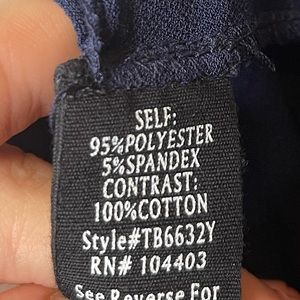 SELF:
95%POLYESTER
5%SPANDEX
CONTRAST:
100%COTTON
Style#TB6632Y
RN# 104403
See Reverse For